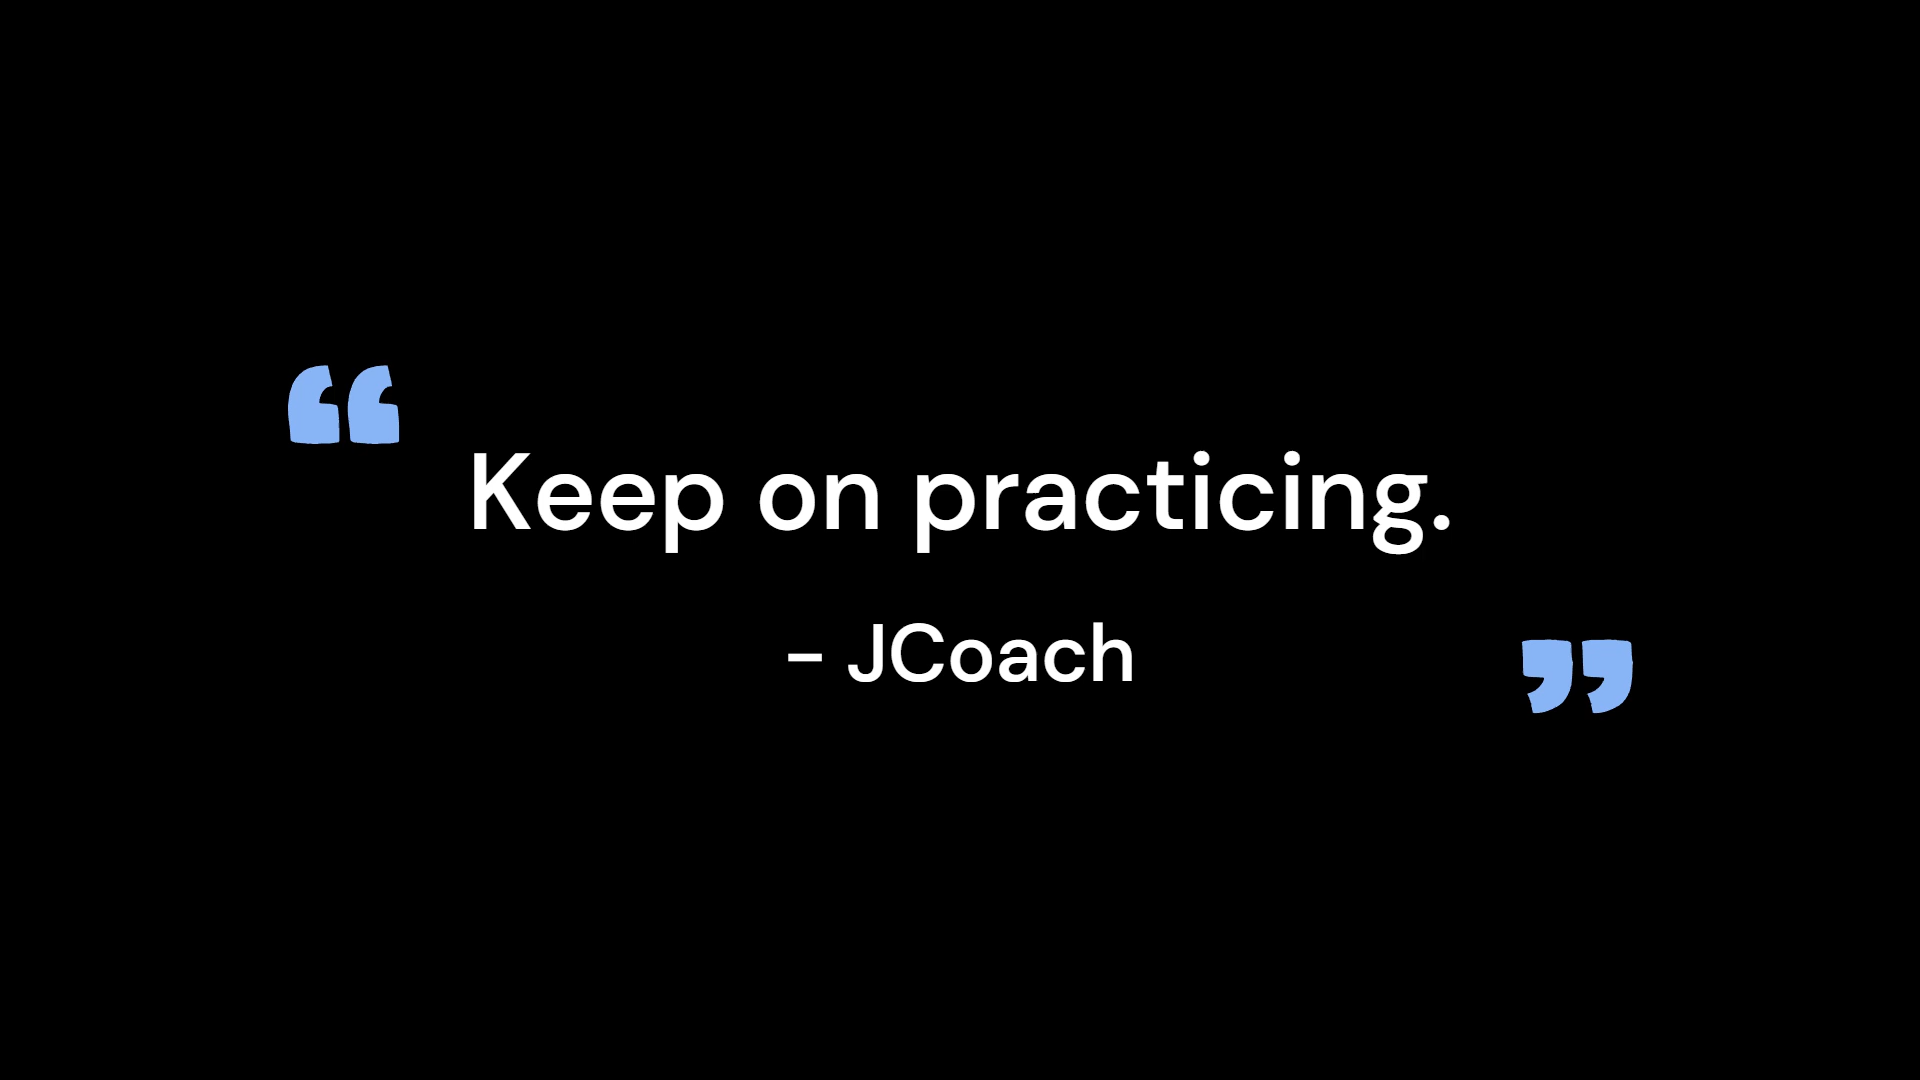 “
Keep on practicing.
- JCoach
”